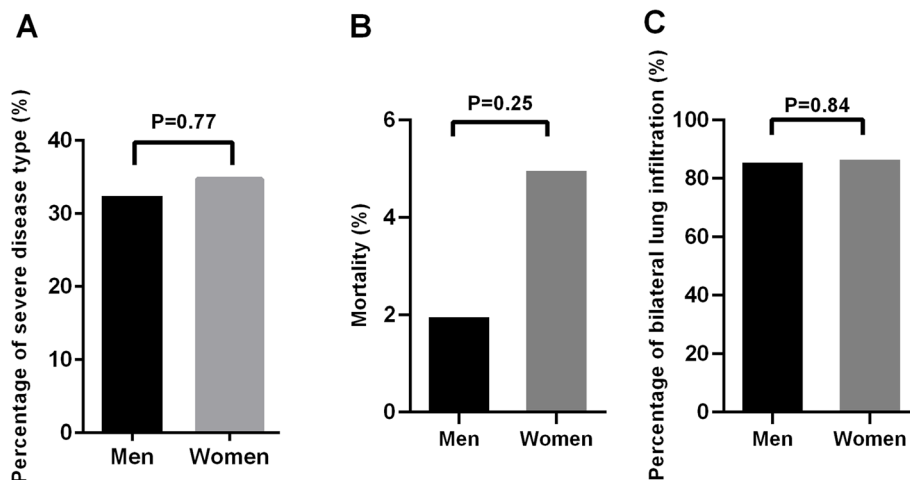 A
Percentage of severe disease type (%)
40
30
20
10
0
P=0.77
Men
Women
B
Mortality (%)
6
4
2
0
P=0.25
Men
Women
C
Percentage of bilateral lung infiltration (%)
100
80
60
40
20
0
P=0.84
Men
Women